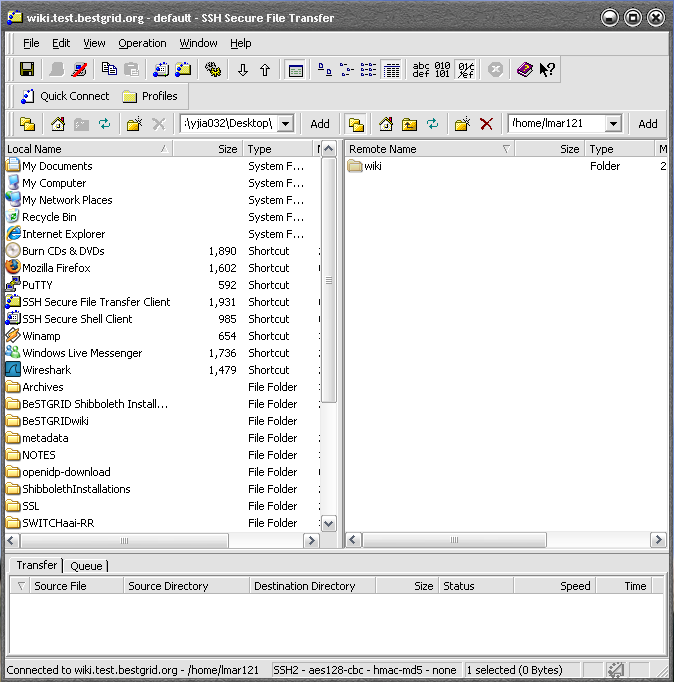 wiki.test.bestgrid.org - default - SSH Secure File Transfer
File Edit View Operation Window Help
abc def 010 101
Quick Connect Profiles
:\yjia032\Desktop\ Add /home/lmar121 Add
Local Name Size Type
Remote Name Size Type M
My Documents System F...
wiki Folder 2
My Computer System F...
My Network Places System F...
Recycle Bin System F...
Internet Explorer System F...
Burn CDs & DVDs 1,890 Shortcut
Mozilla Firefox 1,602 Shortcut
PuTTY 592 Shortcut
SSH Secure File Transfer Client 1,931 Shortcut
SSH Secure Shell Client 985 Shortcut
Winamp 654 Shortcut
Windows Live Messenger 1,736 Shortcut
Wireshark 1,479 Shortcut
Archives File Folder
BeSTGRID Shibboleth Install... File Folder
BeSTGRIDwiki File Folder
metadata File Folder
NOTES File Folder
openidp-download File Folder
ShibbolethInstallations File Folder
SSL File Folder
SWITCHaai-RR File Folder
Transfer Queue
Source File Source Directory Destination Directory Size Status Speed Time
Connected to wiki.test.bestgrid.org - /home/lmar121 SSH2 - aes128-cbc - hmac-md5 - none 1 selected (0 Bytes)